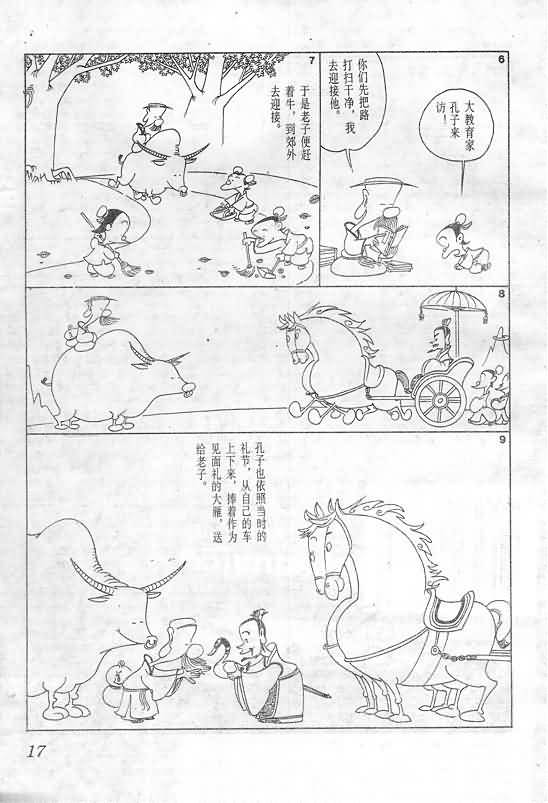 6
大教育家
孔子来
访！
你们先把路
打扫干净，我
去迎接他。
7
于是老子便赶
着牛，到郊外
去迎接。
8
9
孔子也依照当时的
礼节，从自己的车
上下来，捧着作为
见面礼的大雁，送
给老子。
17